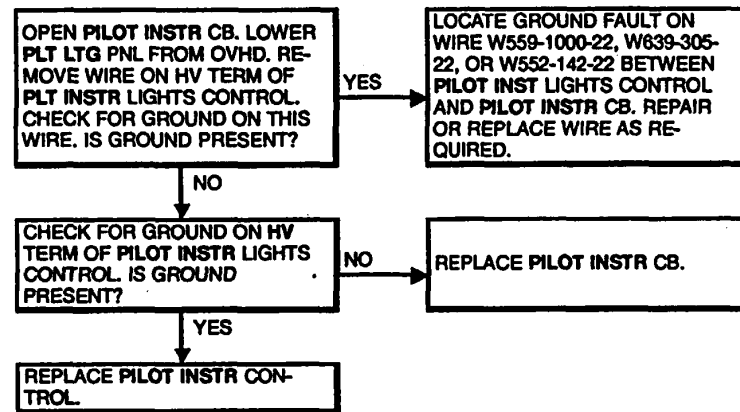 OPEN PILOT INSTR CB. LOWER
PLT LTG PNL FROM OVHD. RE-
MOVE WIRE ON HV TERM OF
PLT INSTR LIGHTS CONTROL.
CHECK FOR GROUND ON THIS
WIRE. IS GROUND PRESENT?
YES
LOCATE GROUND FAULT ON
WIRE W559-1000-22, W639-305-
22, OR W552-142-22 BETWEEN
PILOT INST LIGHTS CONTROL
AND PILOT INSTR CB. REPAIR
OR REPLACE WIRE AS RE-
QUIRED.
NO
CHECK FOR GROUND ON HV
TERM OF PILOT INSTR LIGHTS
CONTROL. IS GROUND
PRESENT?
NO
REPLACE PILOT INSTR CB.
YES
REPLACE PILOT INSTR CON-
TROL.